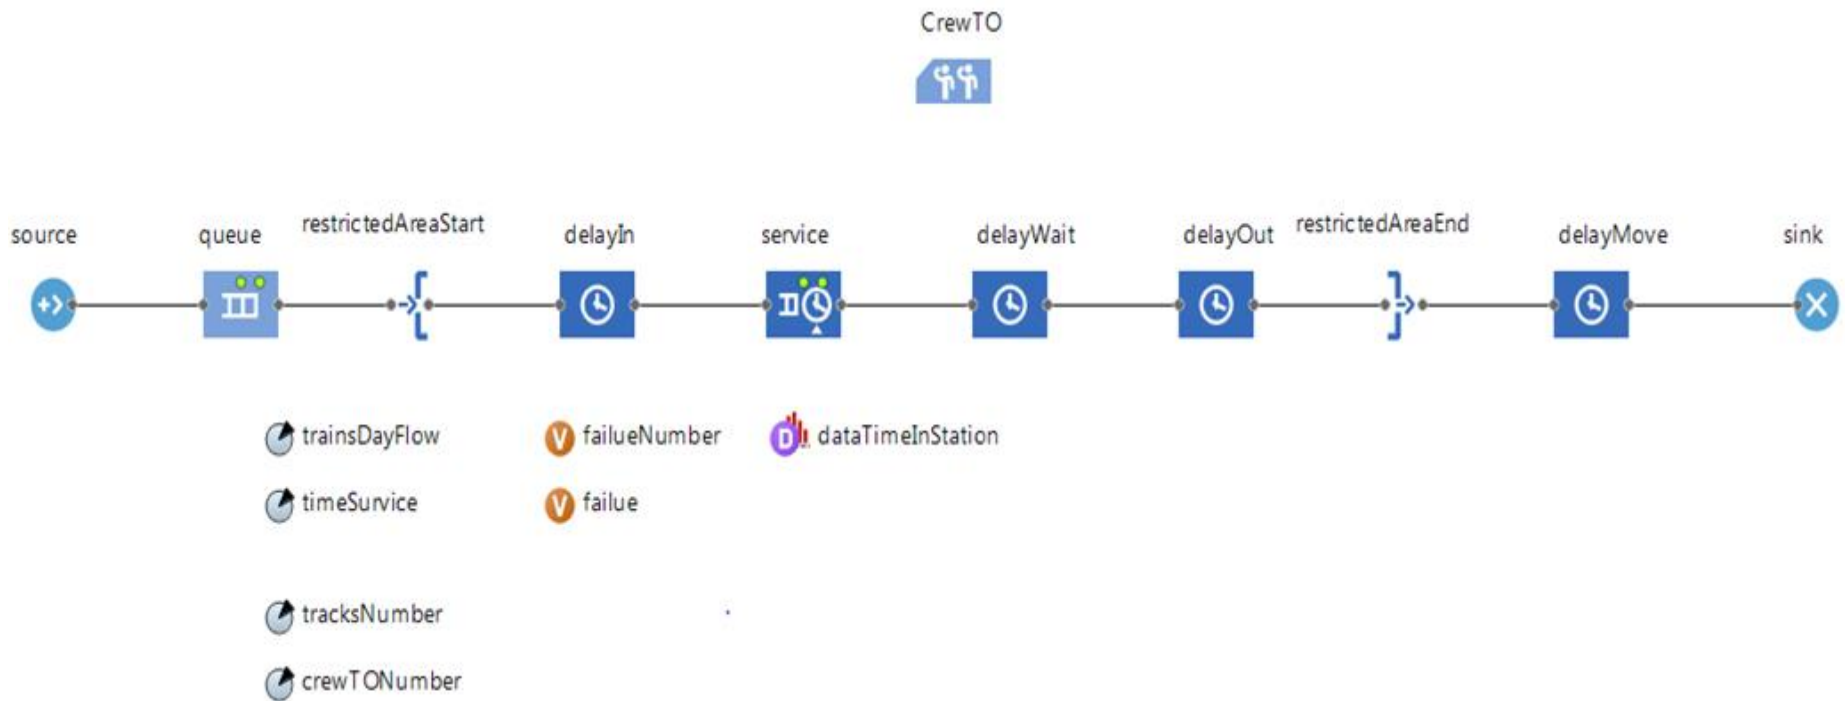 CrewTO
source
queue
restrictedAreaStart
delayIn
service
delayWait
delayOut
restrictedAreaEnd
delayMove
sink
trainsDayFlow
V failueNumber
D dataTimeInStation
timeSurvice
V failue
tracksNumber
crewTONumber